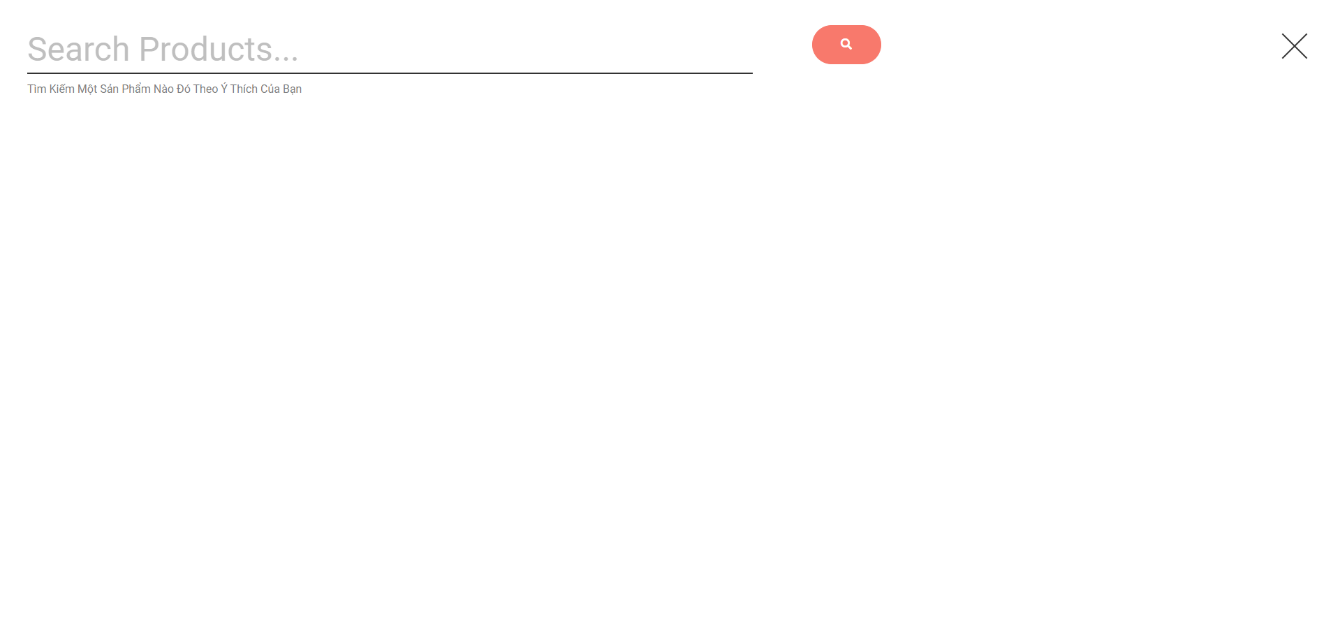 Search Products...
Tìm Kiếm Một Sản Phẩm Nào Đó Theo Ý Thích Của Bạn